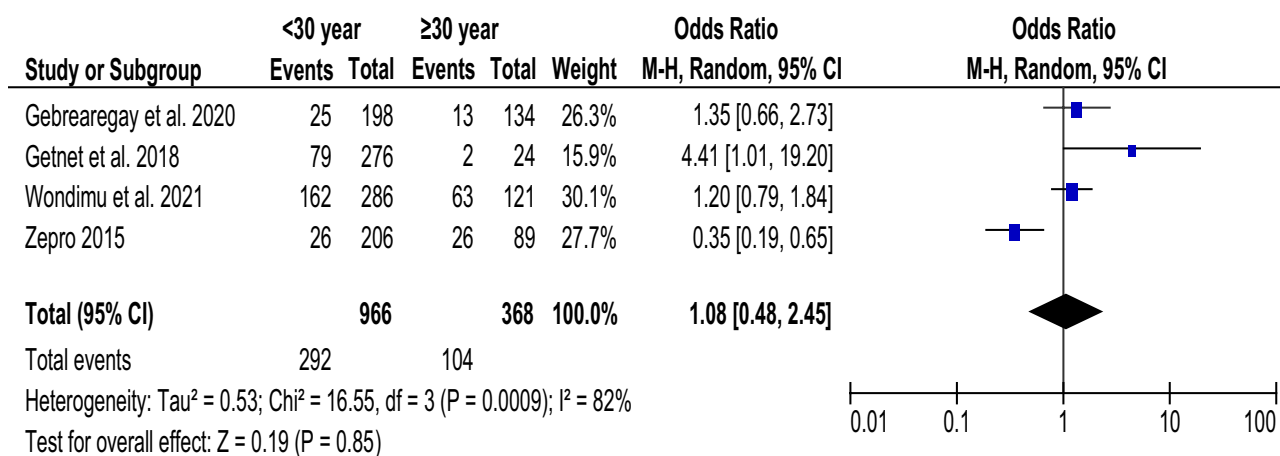 <30 year ≥30 year Odds Ratio Odds Ratio
Study or Subgroup Events Total Events Total Weight M-H, Random, 95% CI M-H, Random, 95% CI
Gebrearegay et al. 2020 25 198 13 134 26.3% 1.35 [0.66, 2.73]
Getnet et al. 2018 79 276 2 24 15.9% 4.41 [1.01, 19.20]
Wondimu et al. 2021 162 286 63 121 30.1% 1.20 [0.79, 1.84]
Zepro 2015 26 206 26 89 27.7% 0.35 [0.19, 0.65]
Total (95% CI) 966 368 100.0% 1.08 [0.48, 2.45]
Total events 292 104
Heterogeneity: Tau² = 0.53; Chi² = 16.55, df = 3 (P = 0.0009); I² = 82%
Test for overall effect: Z = 0.19 (P = 0.85)
0.01 0.1 1 10 100